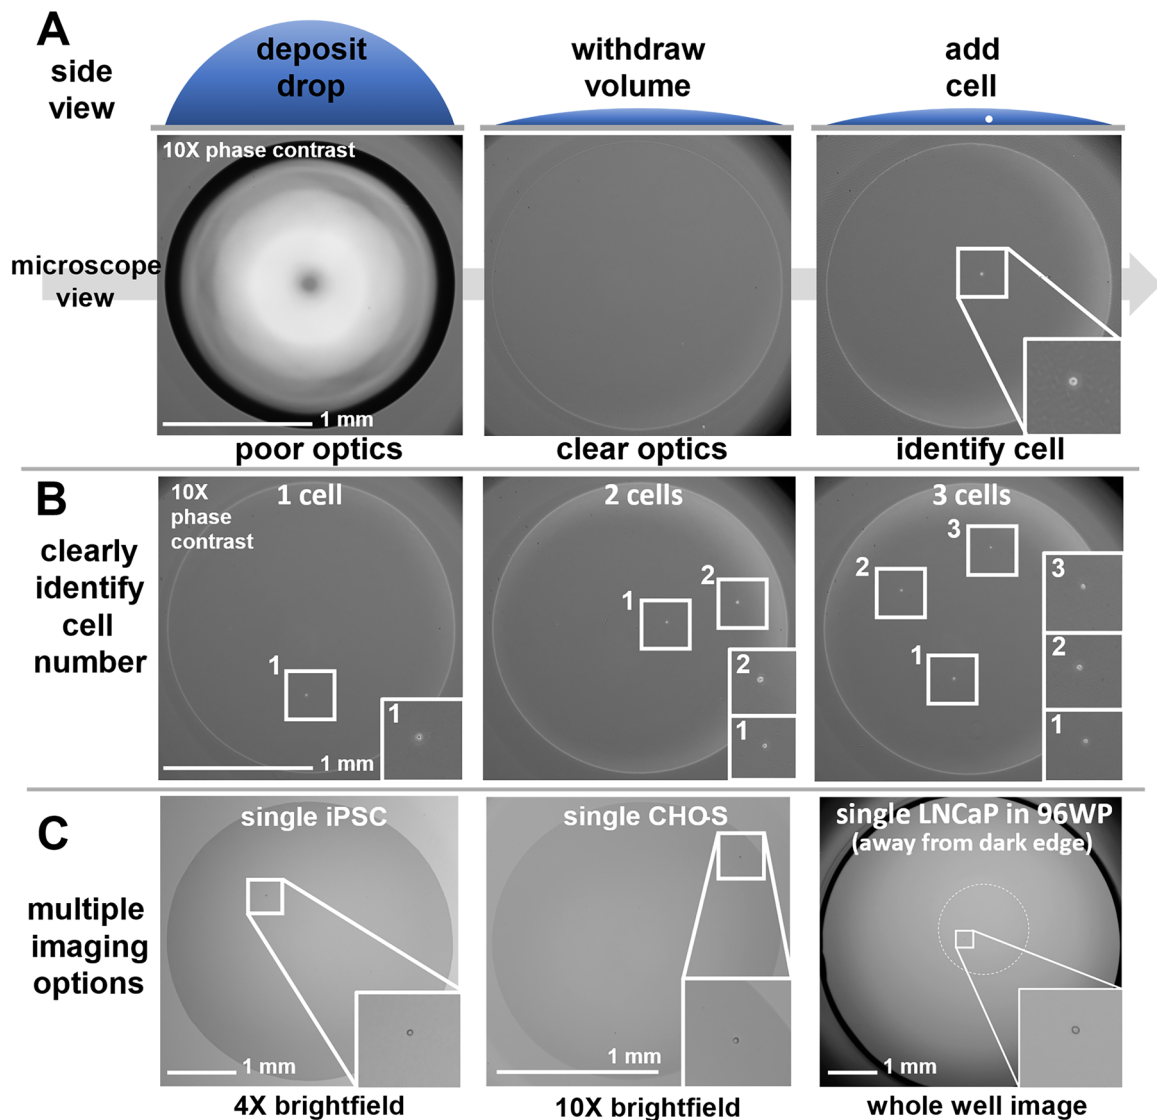 A
side
view
deposit
drop
withdraw
volume
add
cell
microscope
view
10X phase contrast
1 mm
poor optics
clear optics
identify cell
B
clearly
identify
cell
number
10X
phase
contrast
1 cell
1
1
1 mm
2 cells
1
2
2
1
3 cells
3
2
1
3
2
1
C
multiple
imaging
options
single iPSC
1 mm
4X brightfield
single CHO-S
1 mm
10X brightfield
single LNCaP in 96WP
(away from dark edge)
1 mm
whole well image